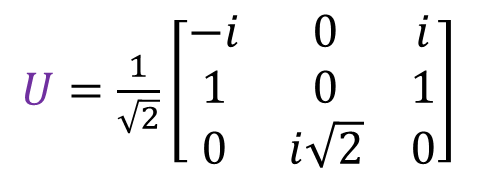 U = 1/√2 [−i 0 i
1 0 1
0 i√2 0]